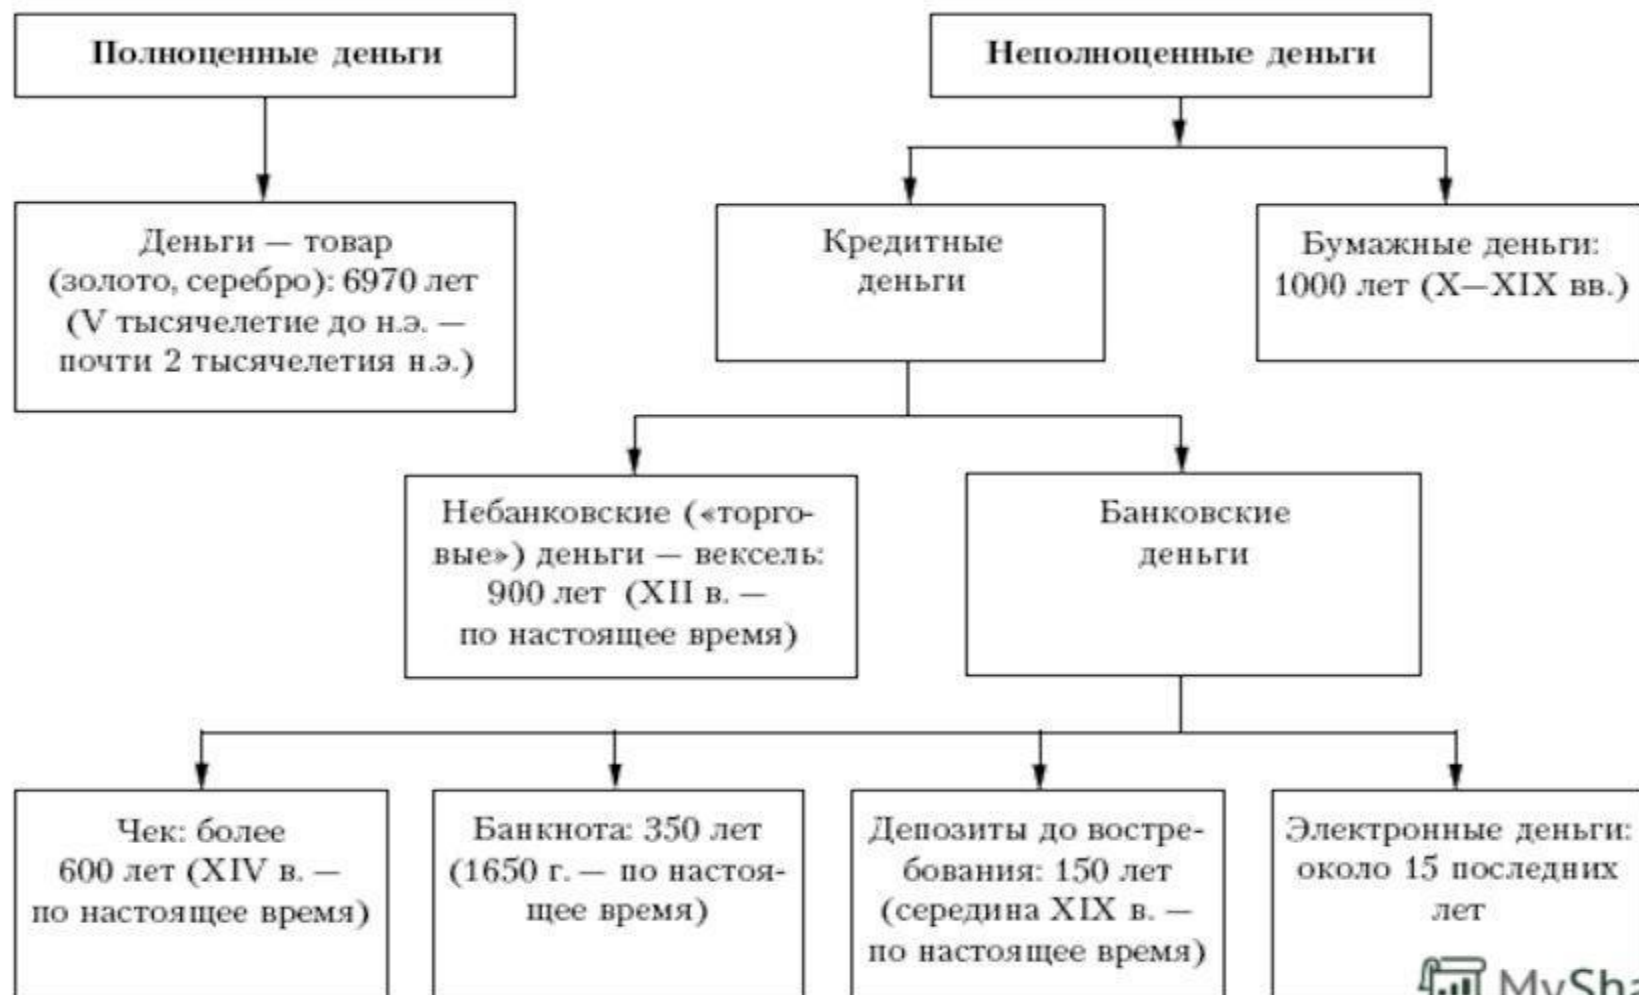 Полноценные деньги
Неполноценные деньги
Деньги — товар
(золото, серебро): 6970 лет
(V тысячелетие до н.э. —
почти 2 тысячелетия н.э.)
Кредитные
деньги
Бумажные деньги:
1000 лет (X—XIX вв.)
Небанковские («торго-
вые») деньги — вексель:
900 лет (XII в. —
по настоящее время)
Банковские
деньги
Чек: более
600 лет (XIV в. —
по настоящее время)
Банкнота: 350 лет
(1650 г. — по настоя-
щее время)
Депозиты до востре-
бования: 150 лет
(середина XIX в. —
по настоящее время)
Электронные деньги:
около 15 последних
лет
MySha